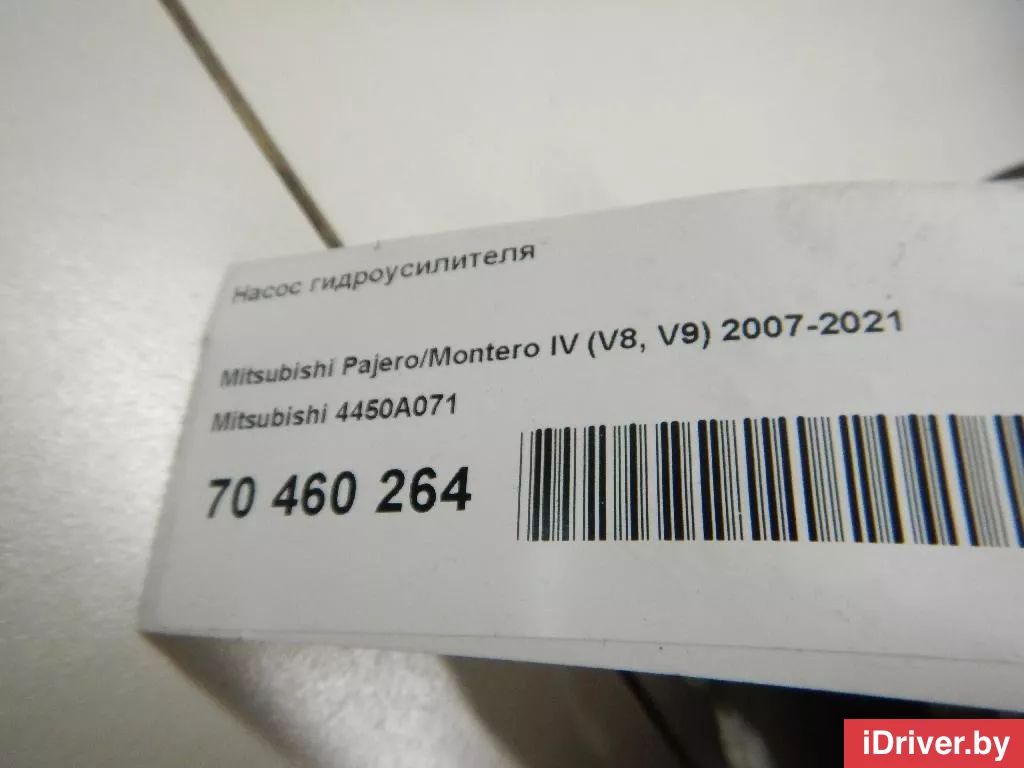 Насос гидроусилителя
Mitsubishi Pajero/Montero IV (V8, V9) 2007-2021
Mitsubishi 4450A071
70 460 264
iDriver.by